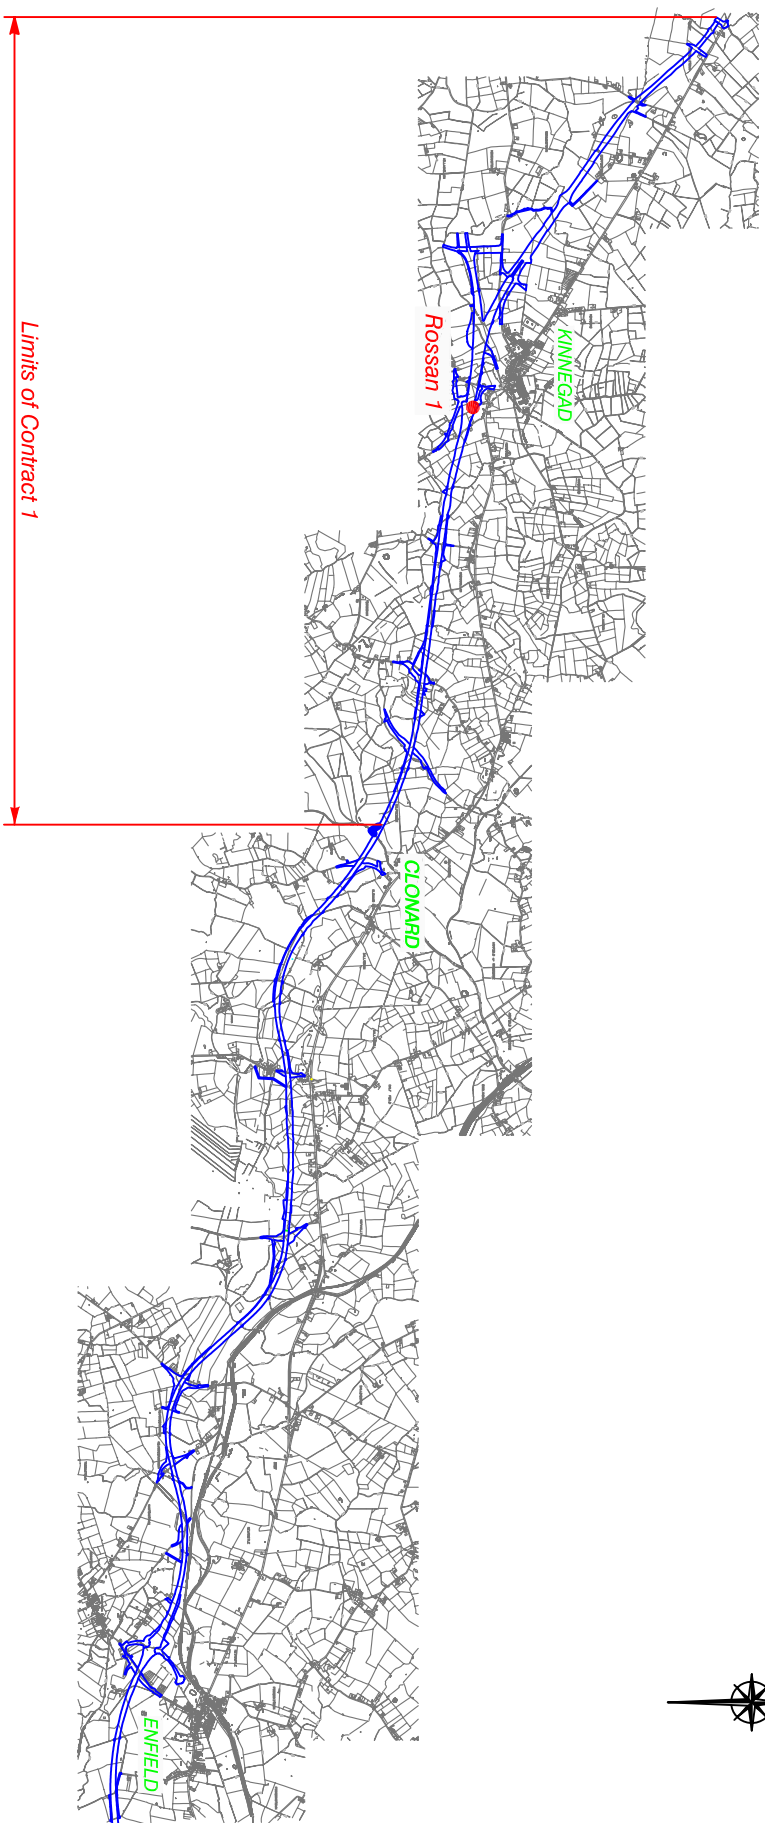 KINNEGAD
Rossan 1
Limits of Contract 1
CLONARD
ENFIELD